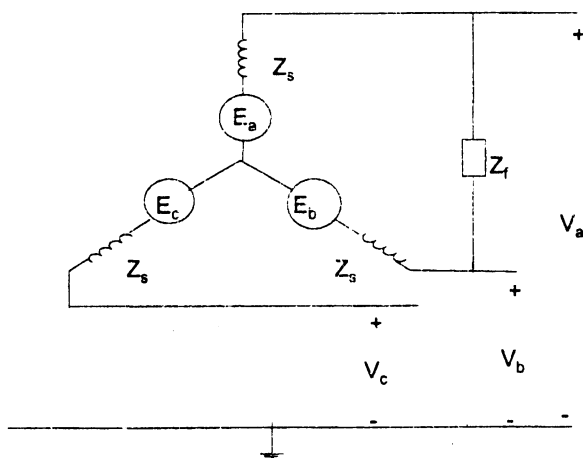 +
Z_s
E_a
Z_f
E_c
E_b
V_a
Z_s
Z_s
+
+
V_c
V_b
- - -